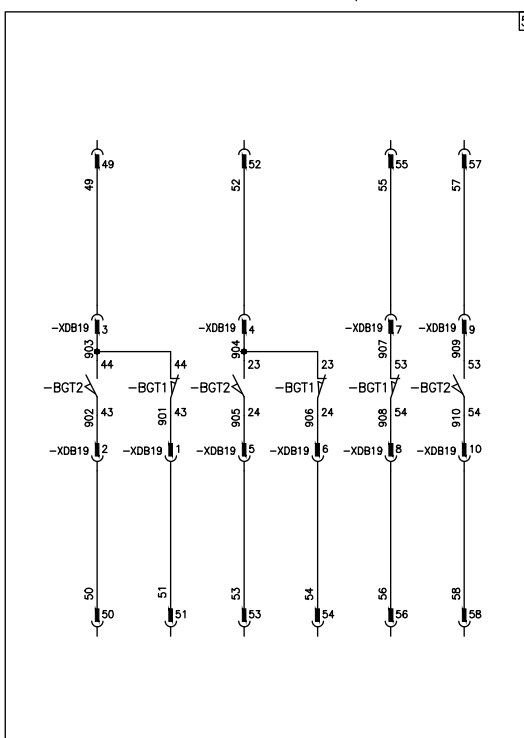 5
49 52 55 57
49 52 55 57
-XDB19 3 -XDB19 4 -XDB19 7 -XDB19 9
903 904 907 909
44 44 23 23 53 53
-BGT2 -BGT1 -BGT2 -BGT1 -BGT1 -BGT2
902 43 901 43 905 24 906 24 908 54 910 54
-XDB19 2 -XDB19 1 -XDB19 5 -XDB19 6 -XDB19 8 -XDB19 10
50 51 53 54 56 58
50 51 53 54 56 58